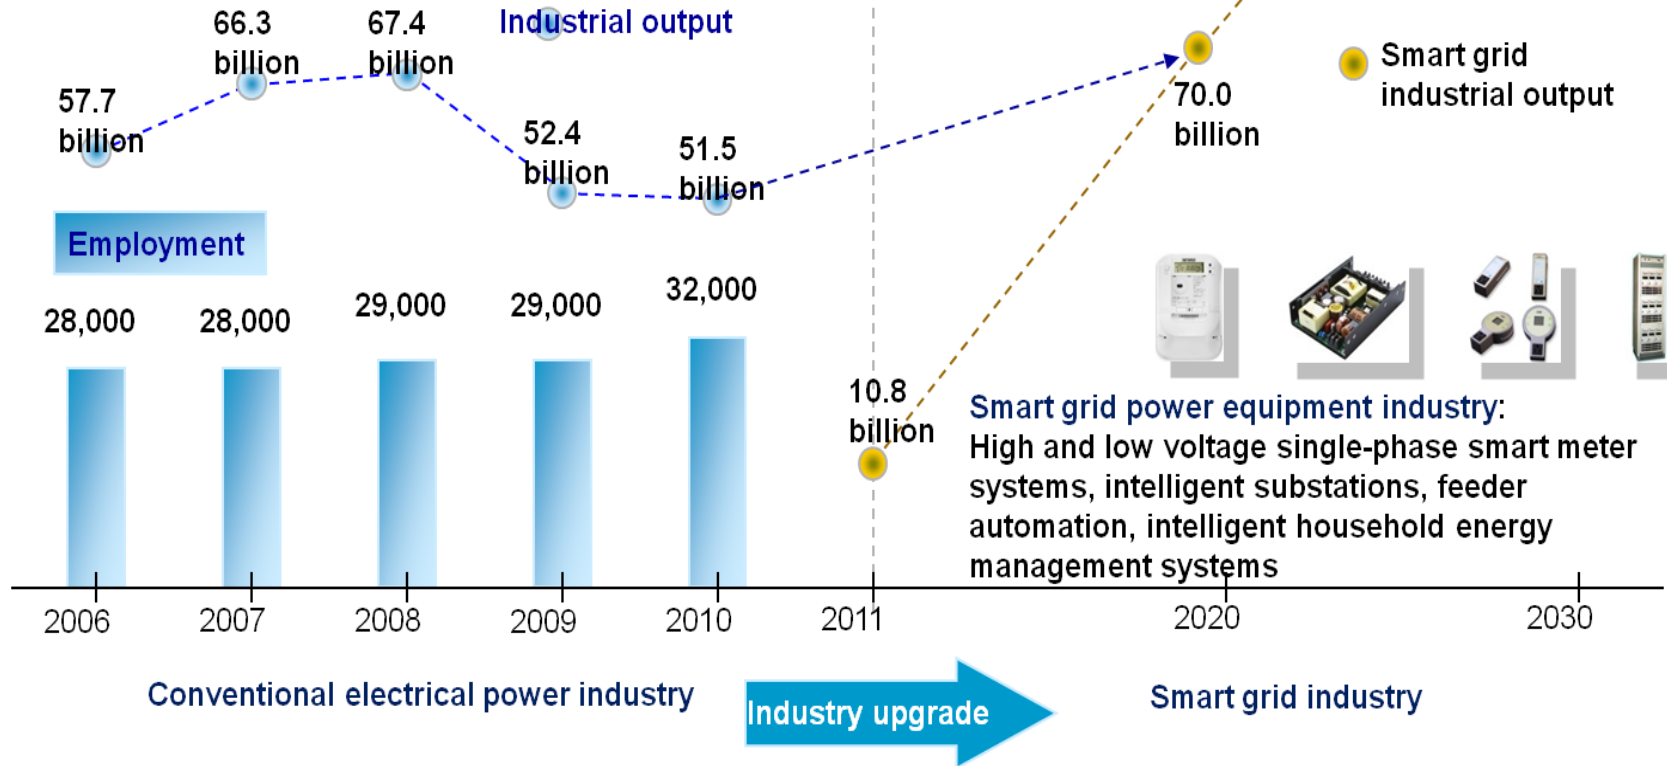 66.3
billion
67.4
billion
Industrial output
57.7
billion
52.4
billion
51.5
billion
70.0
billion
Smart grid
industrial output
Employment
28,000
28,000
29,000
29,000
32,000
10.8
billion
Smart grid power equipment industry:
High and low voltage single-phase smart meter
systems, intelligent substations, feeder
automation, intelligent household energy
management systems
2006
2007
2008
2009
2010
2011
2020
2030
Conventional electrical power industry
Industry upgrade
Smart grid industry